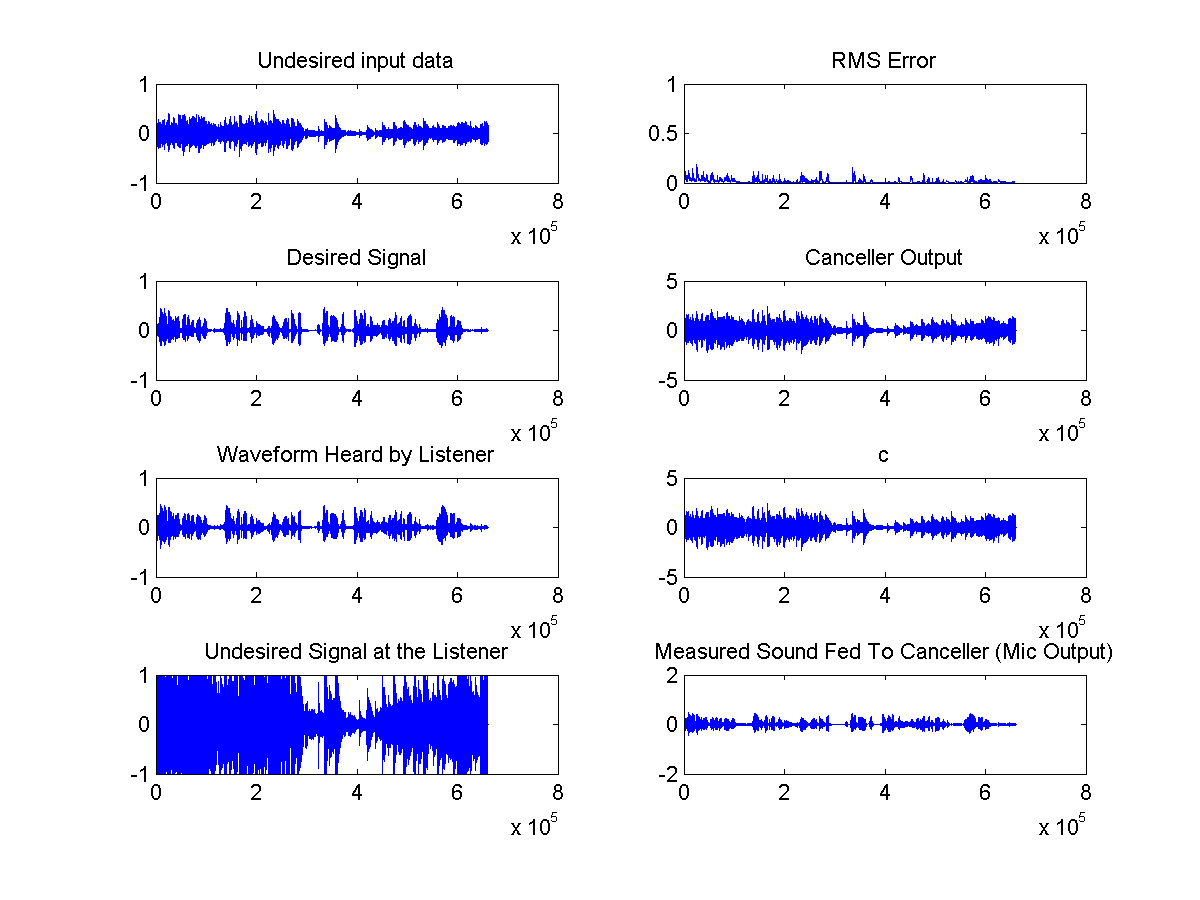 Undesired input data
1
0
-1
0 2 4 6 8
x 10^5
RMS Error
1
0.5
0
0 2 4 6 8
x 10^5
Desired Signal
1
0
-1
0 2 4 6 8
x 10^5
Canceller Output
5
0
-5
0 2 4 6 8
x 10^5
Waveform Heard by Listener
1
0
-1
0 2 4 6 8
x 10^5
c
5
0
-5
0 2 4 6 8
x 10^5
Undesired Signal at the Listener
1
0
-1
0 2 4 6 8
x 10^5
Measured Sound Fed To Canceller (Mic Output)
2
0
-2
0 2 4 6 8
x 10^5